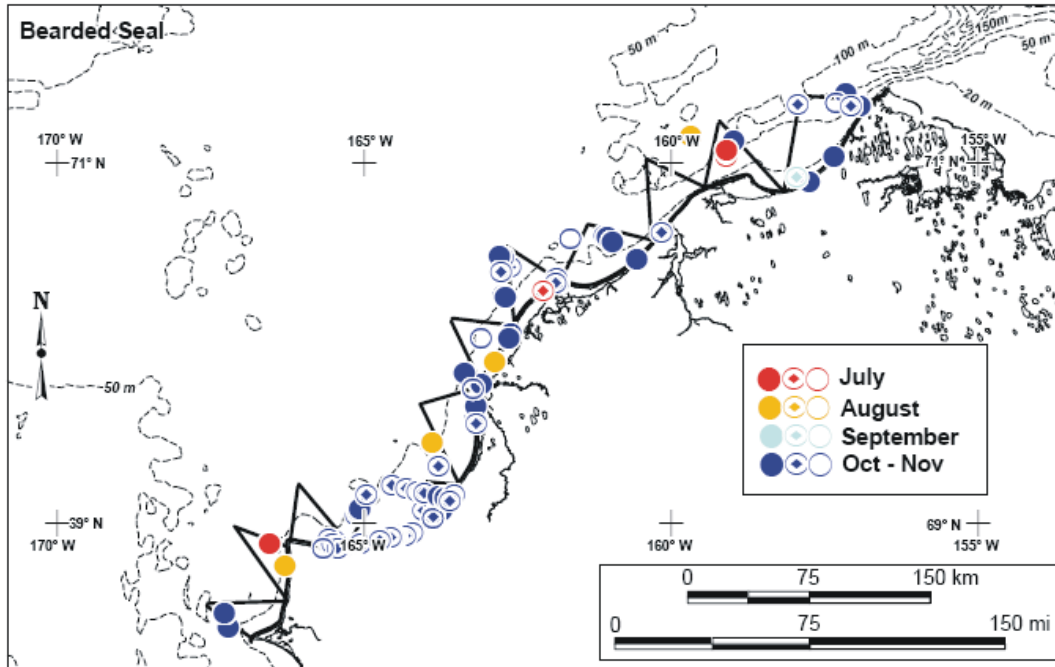 Bearded Seal
50 m
100 m
150m
50 m
20 m
170° W
71° N
165° W
160° W
155° W
71° N
N
50 m
July
August
September
Oct - Nov
39° N
170° W
165° W
160° W
69° N
155° W
0 75 150 km
0 75 150 mi